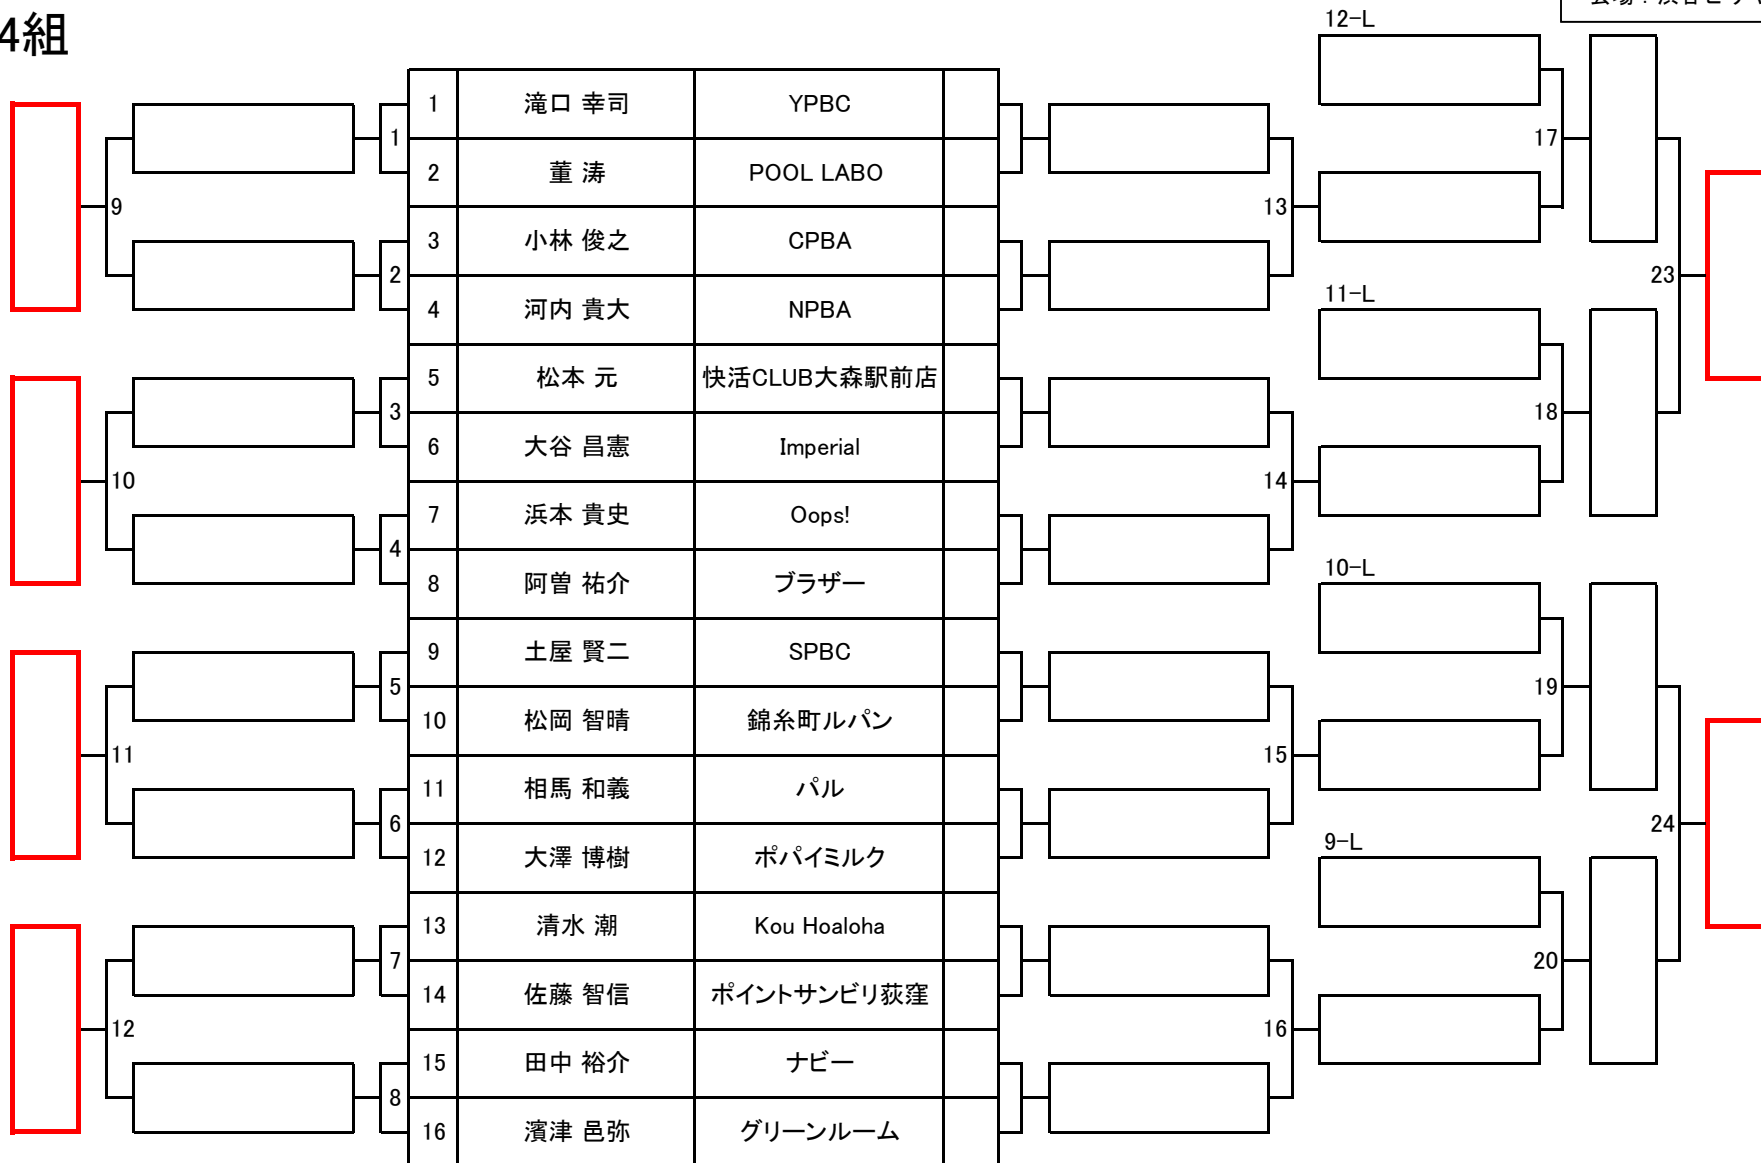 4組
12-L
1 滝口 幸司 YPBC
1
17
2 董 涛 POOL LABO
9
13
3 小林 俊之 CPBA
2
23
11-L
4 河内 貴大 NPBA
5 松本 元 快活CLUB大森駅前店
3
18
6 大谷 昌憲 Imperial
10
14
7 浜本 貴史 Oops!
4
10-L
8 阿曽 祐介 ブラザー
9 土屋 賢二 SPBC
5
19
10 松岡 智晴 錦糸町ルパン
11
15
11 相馬 和義 パル
6
24
9-L
12 大澤 博樹 ポパイミルク
13 清水 潮 Kou Hoaloha
7
20
14 佐藤 智信 ポイントサンビリ荻窪
12
16
15 田中 裕介 ナビー
8
16 濱津 邑弥 グリーンルーム